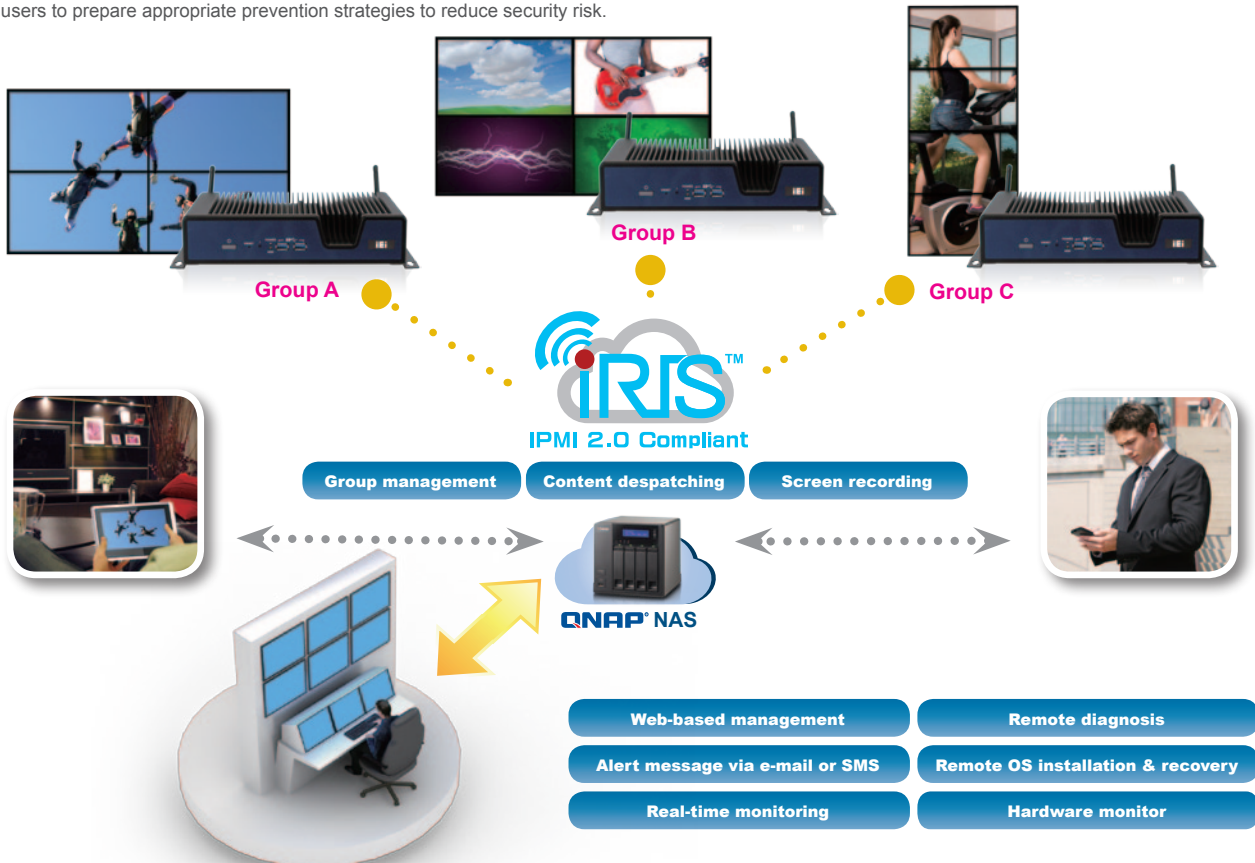 users to prepare appropriate prevention strategies to reduce security risk.
Group B
Group A
Group C
iRIS™
IPMI 2.0 Compliant
Group management
Content despatching
Screen recording
QNAP® NAS
Web-based management
Remote diagnosis
Alert message via e-mail or SMS
Remote OS installation & recovery
Real-time monitoring
Hardware monitor